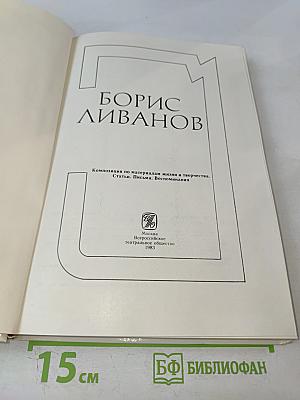 БОРИС
ЛИВАНОВ
Композиция по материалам жизни и творчества.
Статьи. Письма. Воспоминания
Москва
Всероссийское
театральное общество
1983
15 см
БФ БИБЛИОФАН